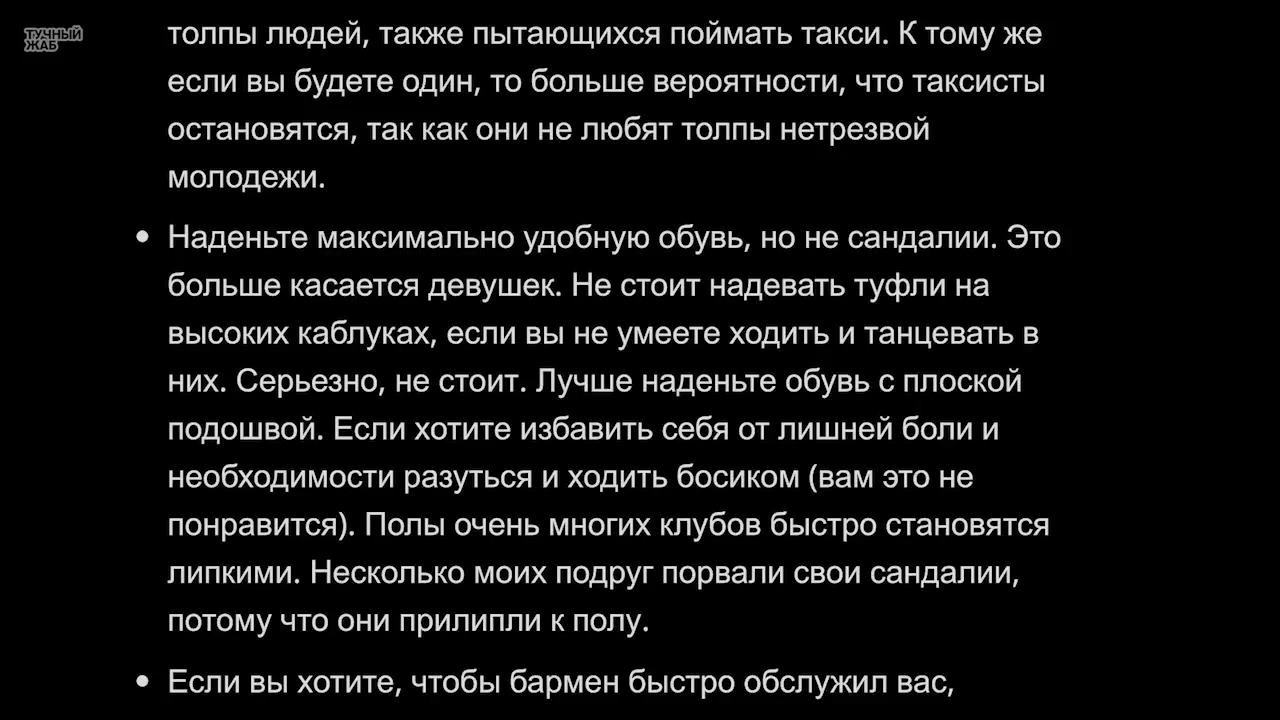 ТУЧНЫЙ
ЖАБ
толпы людей, также пытающихся поймать такси. К тому же
если вы будете один, то больше вероятности, что таксисты
остановятся, так как они не любят толпы нетрезвой
молодежи.
• Наденьте максимально удобную обувь, но не сандалии. Это
больше касается девушек. Не стоит надевать туфли на
высоких каблуках, если вы не умеете ходить и танцевать в
них. Серьезно, не стоит. Лучше наденьте обувь с плоской
подошвой. Если хотите избавить себя от лишней боли и
необходимости разуться и ходить босиком (вам это не
понравится). Полы очень многих клубов быстро становятся
липкими. Несколько моих подруг порвали свои сандалии,
потому что они прилипли к полу.
• Если вы хотите, чтобы бармен быстро обслужил вас,